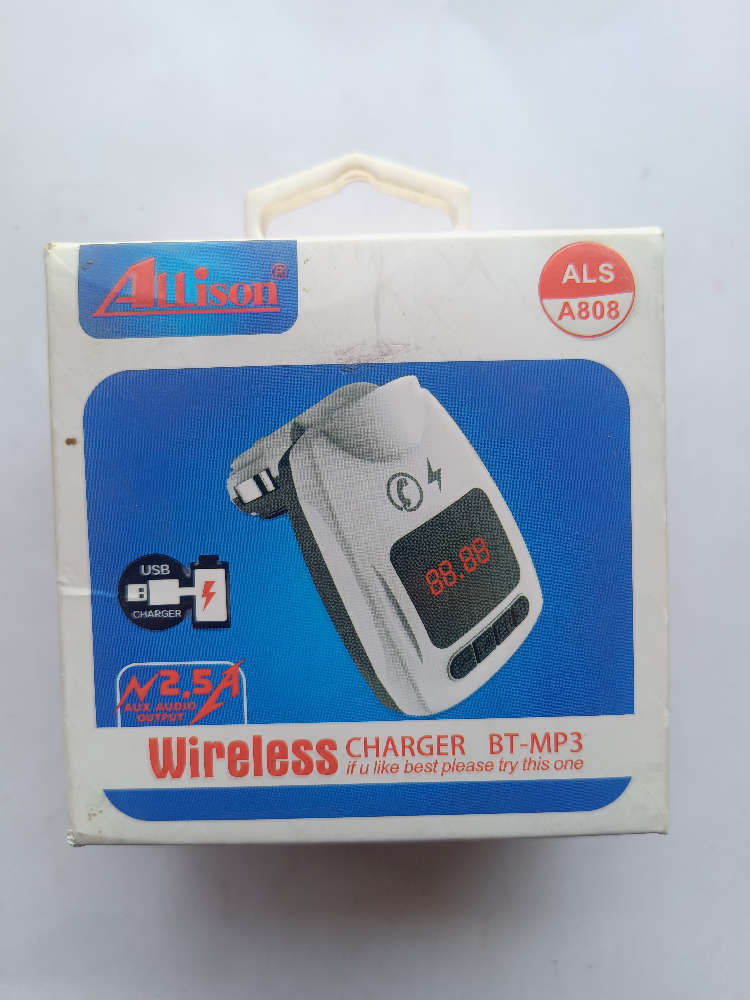 Allison®
ALS
A808
88.88
USB
CHARGER
2.5A
AUX AUDIO
OUTPUT
Wireless CHARGER BT-MP3
if u like best please try this one